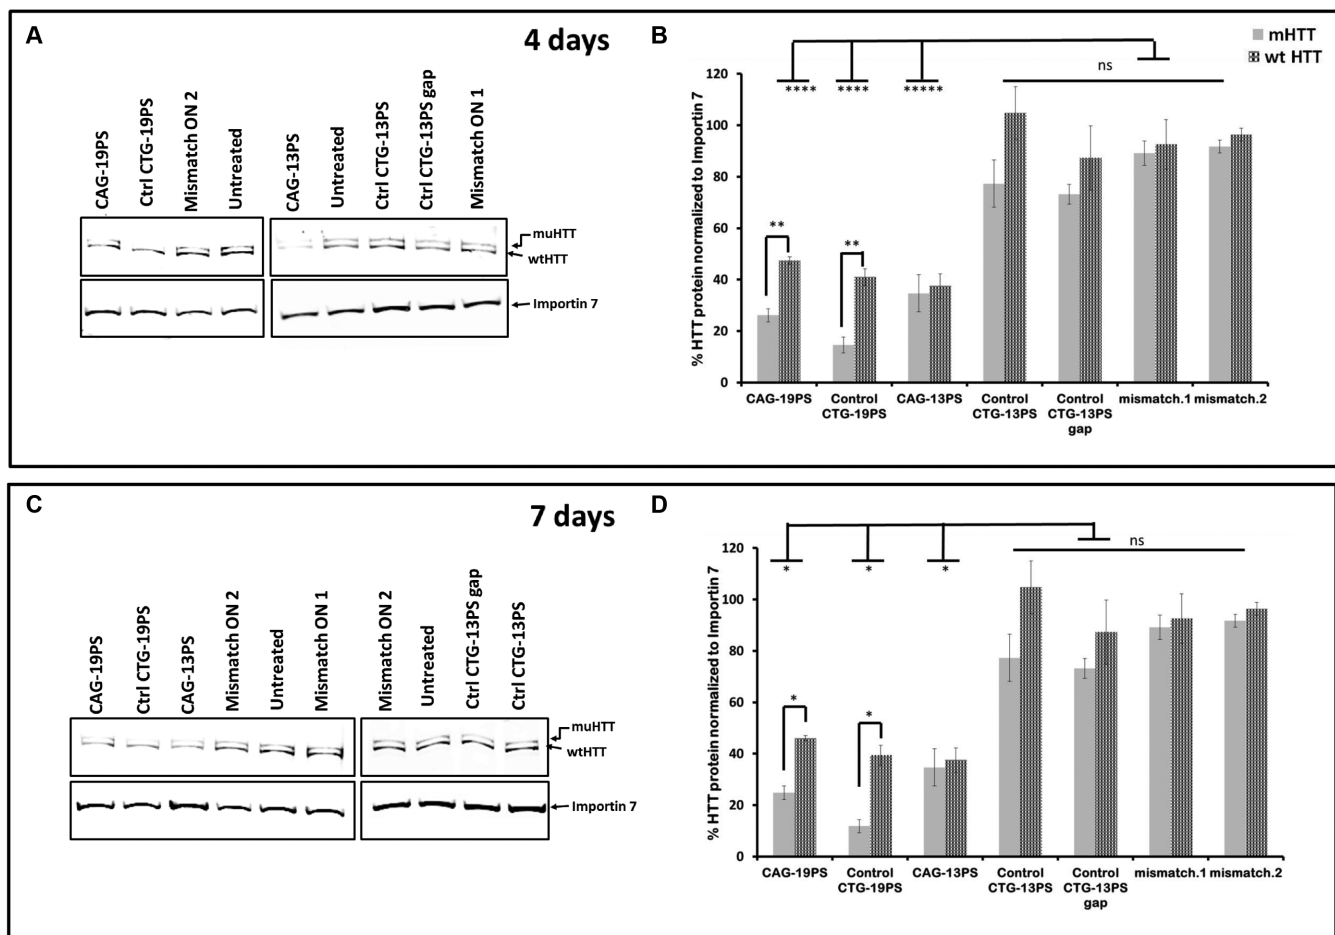 A
4 days
CAG-19PS
Ctrl CTG-19PS
Mismatch ON 2
Untreated
CAG-13PS
Untreated
Ctrl CTG-13PS
Ctrl CTG-13PS gap
Mismatch ON 1
muHTT
wtHTT
Importin 7
B
mHTT
wt HTT
ns
**** **** *****
% HTT protein normalized to Importin 7
120
100
80
60
40
20
0
**
**
CAG-19PS
Control
CTG-19PS
CAG-13PS
Control
CTG-13PS
Control
CTG-13PS
gap
mismatch.1
mismatch.2
C
7 days
CAG-19PS
Ctrl CTG-19PS
CAG-13PS
Mismatch ON 2
Untreated
Mismatch ON 1
Mismatch ON 2
Untreated
Ctrl CTG-13PS gap
Ctrl CTG-13PS
muHTT
wtHTT
Importin 7
D
ns
* * *
% HTT protein normalized to Importin 7
120
100
80
60
40
20
0
*
*
CAG-19PS
Control
CTG-19PS
CAG-13PS
Control
CTG-13PS
Control
CTG-13PS
gap
mismatch.1
mismatch.2